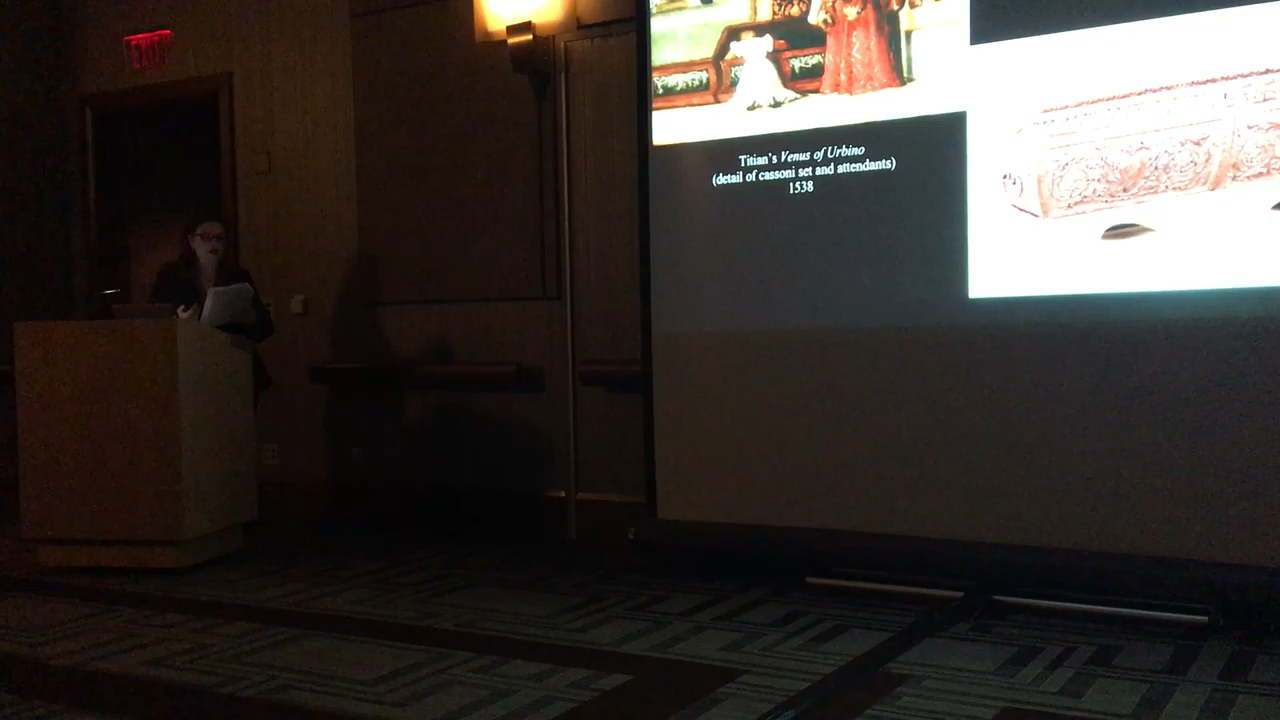 EXIT
Titian's Venus of Urbino
(detail of cassoni set and attendants)
1538